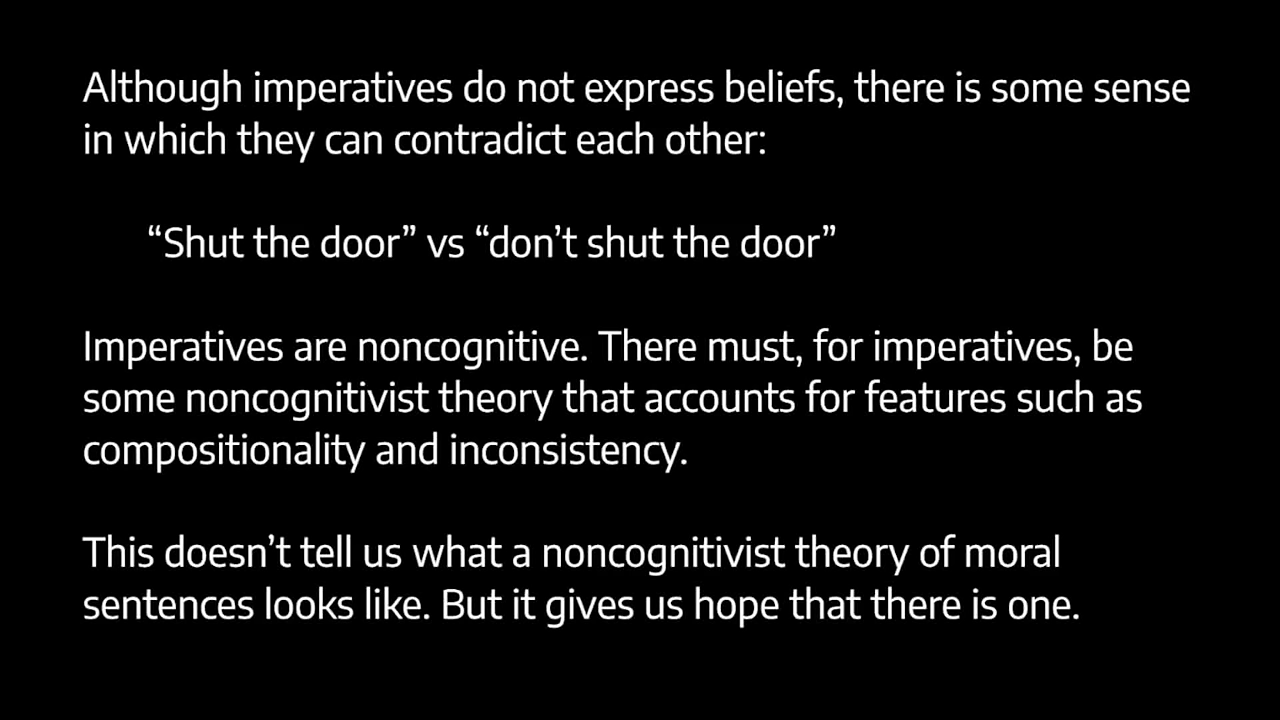 Although imperatives do not express beliefs, there is some sense
in which they can contradict each other:
“Shut the door” vs “don’t shut the door”
Imperatives are noncognitive. There must, for imperatives, be
some noncognitivist theory that accounts for features such as
compositionality and inconsistency.
This doesn’t tell us what a noncognitivist theory of moral
sentences looks like. But it gives us hope that there is one.